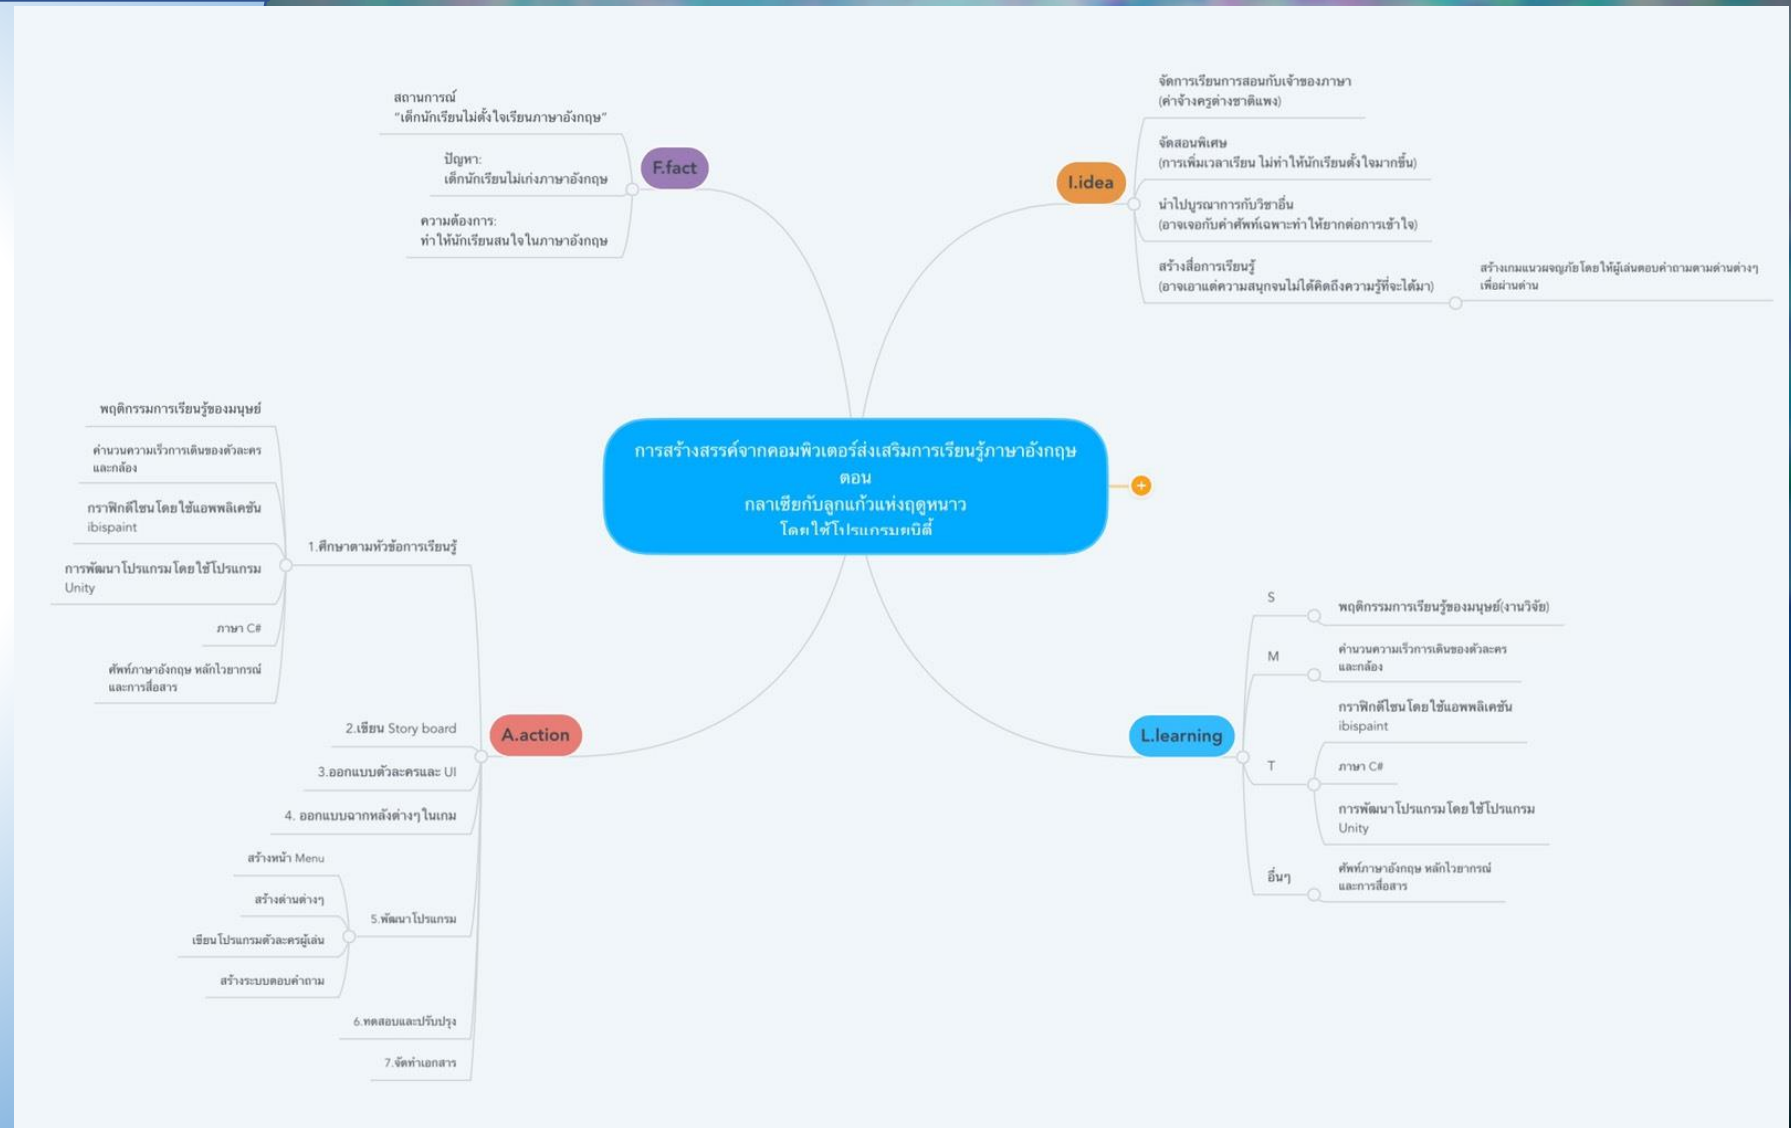 สถานการณ์
“เด็กนักเรียนไม่ตั้งใจเรียนภาษาอังกฤษ”
ปัญหา:
เด็กนักเรียนไม่เก่งภาษาอังกฤษ
ความต้องการ:
ทำให้นักเรียนสนใจในภาษาอังกฤษ
F.fact
I.idea
จัดการเรียนการสอนกับเจ้าของภาษา
(ค่าจ้างครูต่างชาติแพง)
จัดสอนพิเศษ
(การเพิ่มเวลาเรียน ไม่ทำให้นักเรียนตั้งใจมากขึ้น)
นำไปบูรณาการกับวิชาอื่น
(อาจเจอกับคำศัพท์เฉพาะทำให้ยากต่อการเข้าใจ)
สร้างสื่อการเรียนรู้
(อาจเอาแต่ความสนุกจนไม่ได้คิดถึงความรู้ที่จะได้มา)
สร้างเกมแนวผจญภัยโดยให้ผู้เล่นตอบคำถามตามด่านต่างๆ
เพื่อผ่านด่าน
การสร้างสรรค์จากคอมพิวเตอร์ส่งเสริมการเรียนรู้ภาษาอังกฤษ
ตอน
กลาเซียกับลูกแก้วแห่งฤดูหนาว
โดยใช้โปรแกรมยูนิตี้
พฤติกรรมการเรียนรู้ของมนุษย์
คำนวนความเร็วการเดินของตัวละคร
และกล้อง
กราฟิกดีไซนโดยใช้แอพพลิเคชัน
ibispaint
การพัฒนาโปรแกรมโดยใช้โปรแกรม
Unity
ภาษา C#
ศัพท์ภาษาอังกฤษ หลักไวยากรณ์
และการสื่อสาร
1.ศึกษาตามหัวข้อการเรียนรู้
2.เขียน Story board
3.ออกแบบตัวละครและ UI
4. ออกแบบฉากหลังต่างๆในเกม
สร้างหน้า Menu
สร้างด่านต่างๆ
เขียนโปรแกรมตัวละครผู้เล่น
สร้างระบบตอบคำถาม
5.พัฒนาโปรแกรม
6.ทดสอบและปรับปรุง
7.จัดทำเอกสาร
A.action
L.learning
S
พฤติกรรมการเรียนรู้ของมนุษย์(งานวิจัย)
M
คำนวนความเร็วการเดินของตัวละคร
และกล้อง
T
กราฟิกดีไซนโดยใช้แอพพลิเคชัน
ibispaint
ภาษา C#
การพัฒนาโปรแกรมโดยใช้โปรแกรม
Unity
อื่นๆ
ศัพท์ภาษาอังกฤษ หลักไวยากรณ์
และการสื่อสาร